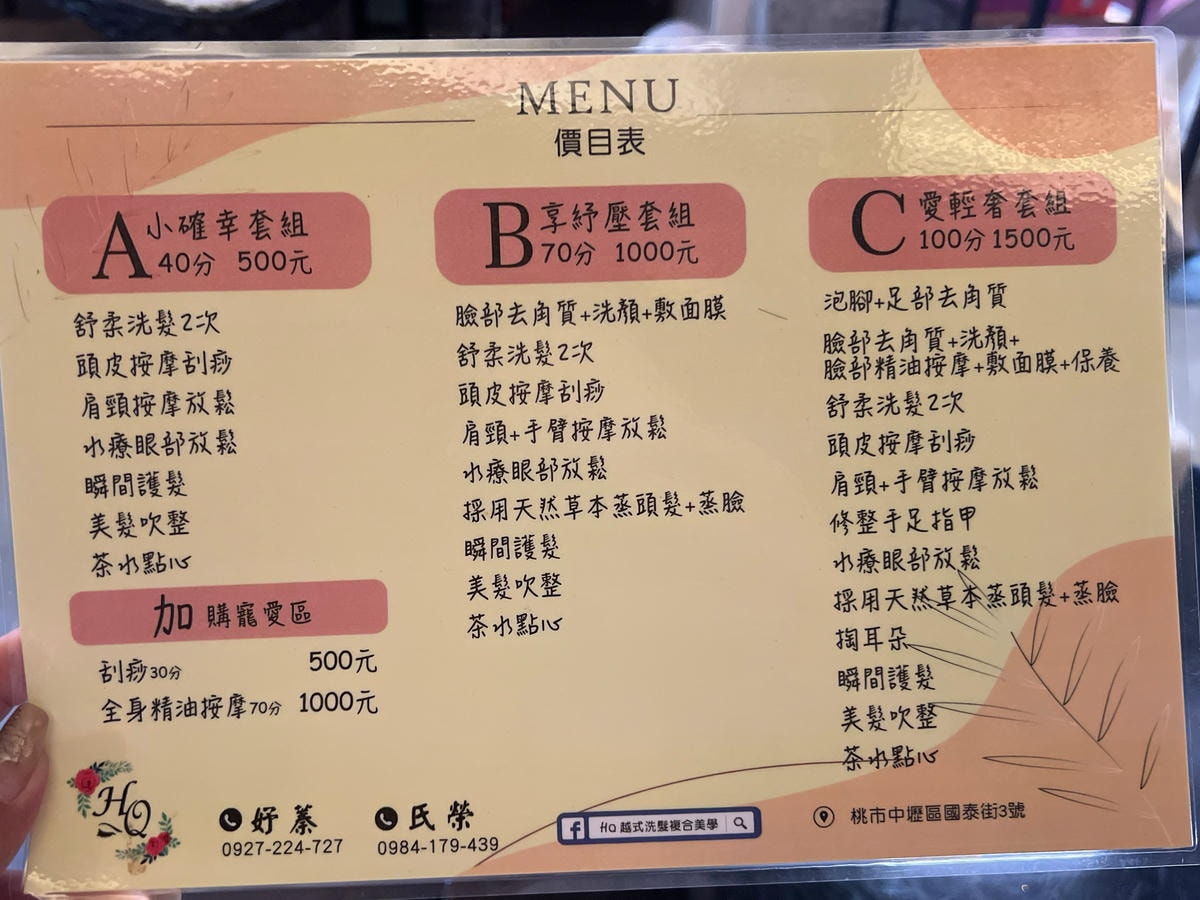 MENU
價目表
A 小確幸套組
40分 500元
舒柔洗髮2次
頭皮按摩刮痧
肩頸按摩放鬆
水療眼部放鬆
瞬間護髮
美髮吹整
茶水點心
加購寵愛區
刮痧30分 500元
全身精油按摩70分 1000元
B 享紓壓套組
70分 1000元
臉部去角質+洗顏+敷面膜
舒柔洗髮2次
頭皮按摩刮痧
肩頸+手臂按摩放鬆
水療眼部放鬆
採用天然草本蒸頭髮+蒸臉
瞬間護髮
美髮吹整
茶水點心
C 愛輕奢套組
100分 1500元
泡腳+足部去角質
臉部去角質+洗顏+
臉部精油按摩+敷面膜+保養
舒柔洗髮2次
頭皮按摩刮痧
肩頸+手臂按摩放鬆
修整手足指甲
水療眼部放鬆
採用天然草本蒸頭髮+蒸臉
掏耳朵
瞬間護髮
美髮吹整
茶水點心
HQ
妤蓁
0927-224-727
氏榮
0984-179-439
f HQ 越式洗髮複合美學
桃市中壢區國泰街3號